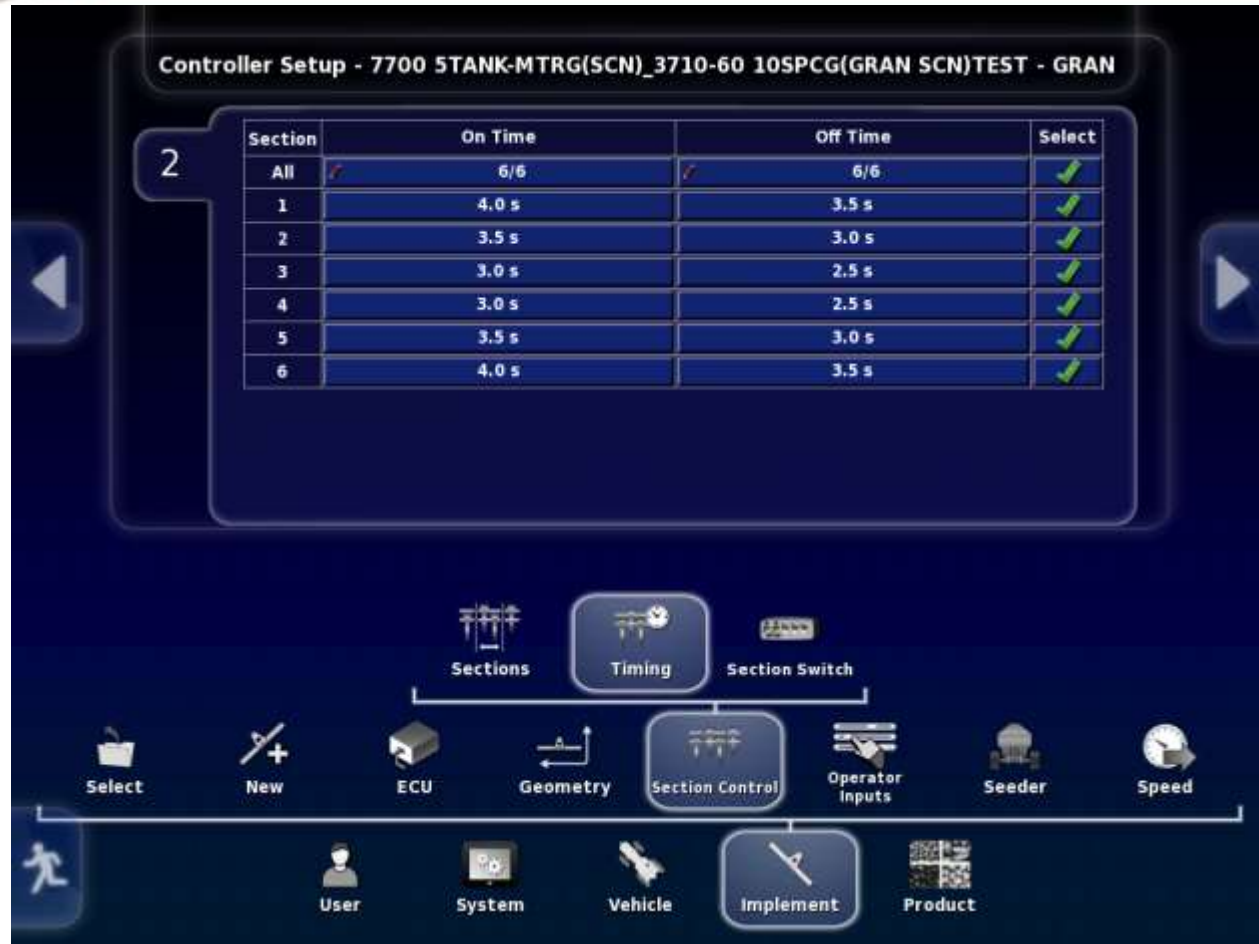 Controller Setup - 7700 5TANK-MTRG(SCN)_3710-60 10SPCG(GRAN SCN)TEST - GRAN
2
Section On Time Off Time Select
All 6/6 6/6
1 4.0 s 3.5 s
2 3.5 s 3.0 s
3 3.0 s 2.5 s
4 3.0 s 2.5 s
5 3.5 s 3.0 s
6 4.0 s 3.5 s
Sections Timing Section Switch
Select New ECU Geometry Section Control Operator Inputs Seeder Speed
User System Vehicle Implement Product